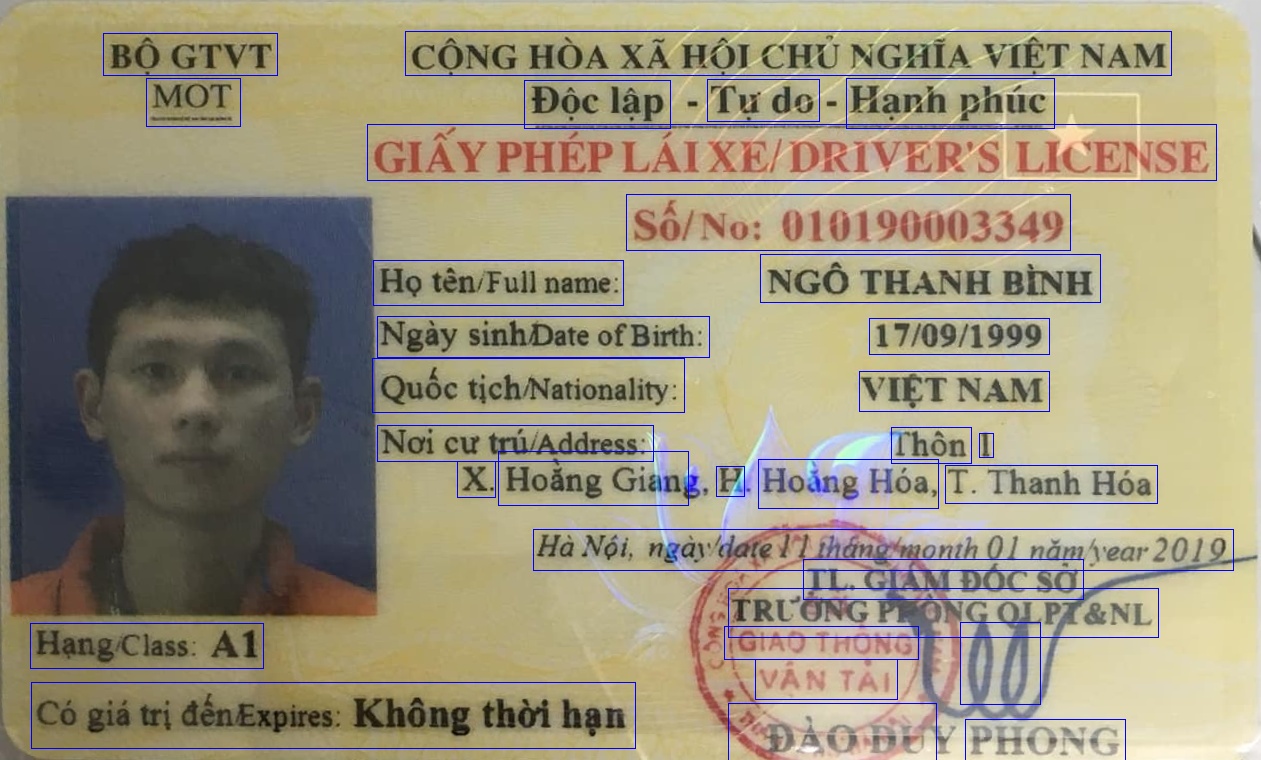 BỘ GTVT
MOT
CỘNG HÒA XÃ HỘI CHỦ NGHĨA VIỆT NAM
Độc lập - Tự do - Hạnh phúc
GIẤY PHÉP LÁI XE/DRIVER'S LICENSE
Số/No: 010190003349
Họ tên/Full name: NGÔ THANH BÌNH
Ngày sinh/Date of Birth: 17/09/1999
Quốc tịch/Nationality: VIỆT NAM
Nơi cư trú/Address: Thôn 1
X. Hoằng Giang, H. Hoằng Hóa, T. Thanh Hóa
Hà Nội, ngày/date 11 tháng/month 01 năm/year 2019
TL. GIÁM ĐỐC SỞ
TRƯỞNG PHÒNG QLPT&NL
GIAO THÔNG
VẬN TẢI
Hạng/Class: A1
Có giá trị đến/Expires: Không thời hạn
ĐÀO DUY PHONG